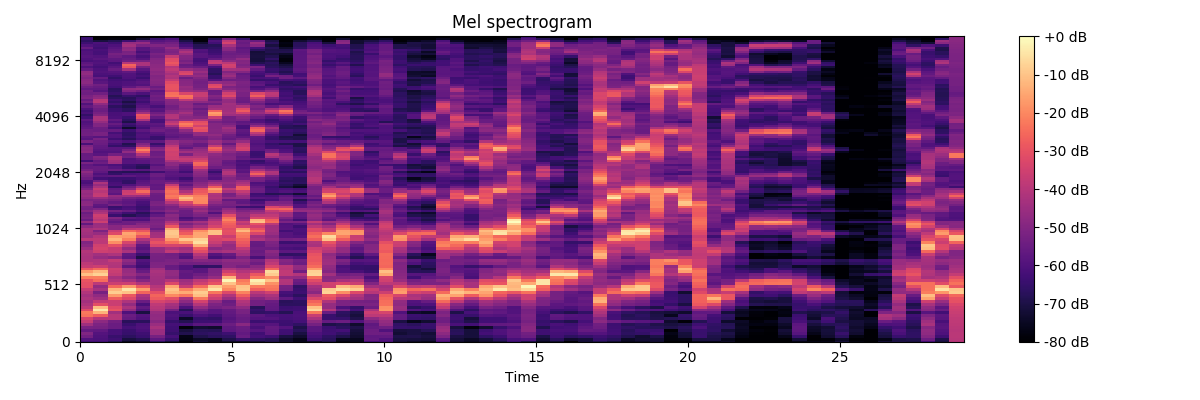 Mel spectrogram
8192
4096
2048
1024
512
0
Hz
0 5 10 15 20 25
Time
+0 dB
-10 dB
-20 dB
-30 dB
-40 dB
-50 dB
-60 dB
-70 dB
-80 dB